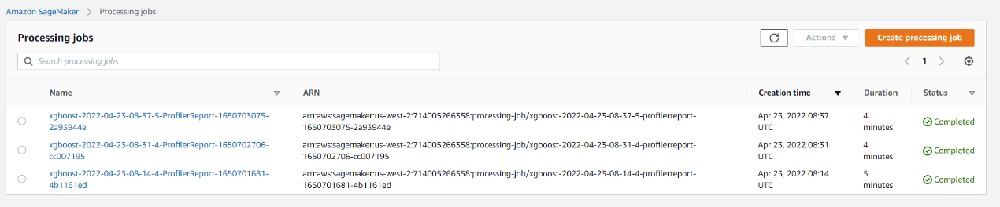 Amazon SageMaker > Processing jobs
Processing jobs
Actions
Create processing job
Search processing jobs
1
Name ARN Creation time Duration Status
xgboost-2022-04-23-08-37-5-ProfilerReport-1650703075- arn:aws:sagemaker:us-west-2:714005266358:processing-job/xgboost-2022-04-23-08-37-5-profilerreport- Apr 23, 2022 08:37 4
2a93944e 1650703075-2a93944e UTC minutes Completed
xgboost-2022-04-23-08-31-4-ProfilerReport-1650702706- arn:aws:sagemaker:us-west-2:714005266358:processing-job/xgboost-2022-04-23-08-31-4-profilerreport- Apr 23, 2022 08:31 4
cc007195 1650702706-cc007195 UTC minutes Completed
xgboost-2022-04-23-08-14-4-ProfilerReport-1650701681- arn:aws:sagemaker:us-west-2:714005266358:processing-job/xgboost-2022-04-23-08-14-4-profilerreport- Apr 23, 2022 08:14 5
4b1161ed 1650701681-4b1161ed UTC minutes Completed